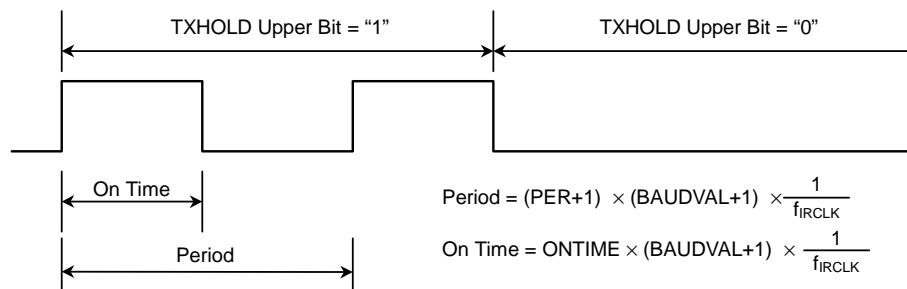 TXHOLD Upper Bit = “1”
TXHOLD Upper Bit = “0”
On Time
Period
Period = (PER+1) × (BAUDVAL+1) × 1/fIRCLK
On Time = ONTIME × (BAUDVAL+1) × 1/fIRCLK